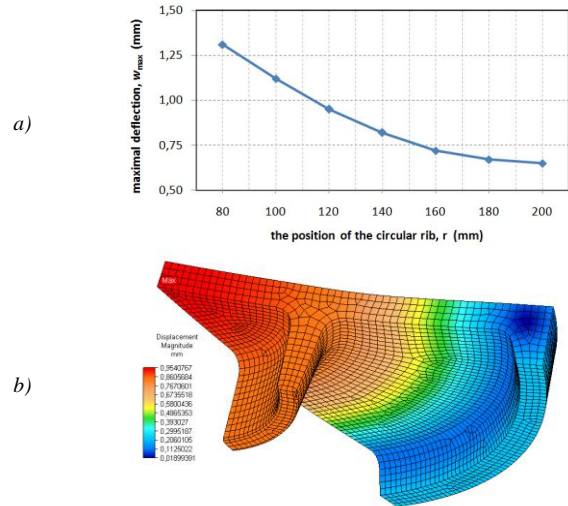 a)
maximal deflection, wmax (mm)
1,50
1,25
1,00
0,75
0,50
80 100 120 140 160 180 200
the position of the circular rib, r (mm)
b)
Max
Displacement
Magnitude
mm
0,9540767
0,8605684
0,7670601
0,6735518
0,5800436
0,4865353
0,393027
0,2995187
0,2060105
0,1125022
0,01899391